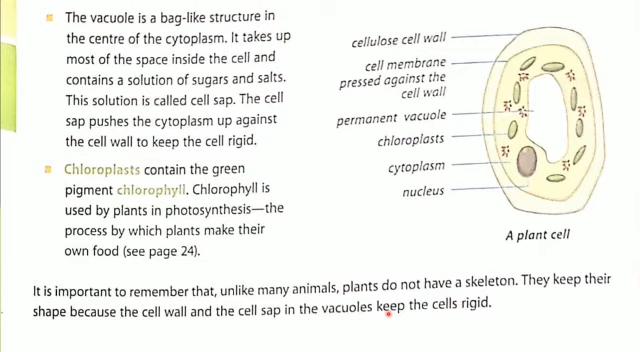 The vacuole is a bag-like structure in
the centre of the cytoplasm. It takes up
most of the space inside the cell and
contains a solution of sugars and salts.
This solution is called cell sap. The cell
sap pushes the cytoplasm up against
the cell wall to keep the cell rigid.
Chloroplasts contain the green
pigment chlorophyll. Chlorophyll is
used by plants in photosynthesis—the
process by which plants make their
own food (see page 24).
cellulose cell wall
cell membrane
pressed against the
cell wall
permanent vacuole
chloroplasts
cytoplasm
nucleus
A plant cell
It is important to remember that, unlike many animals, plants do not have a skeleton. They keep their
shape because the cell wall and the cell sap in the vacuoles keep the cells rigid.